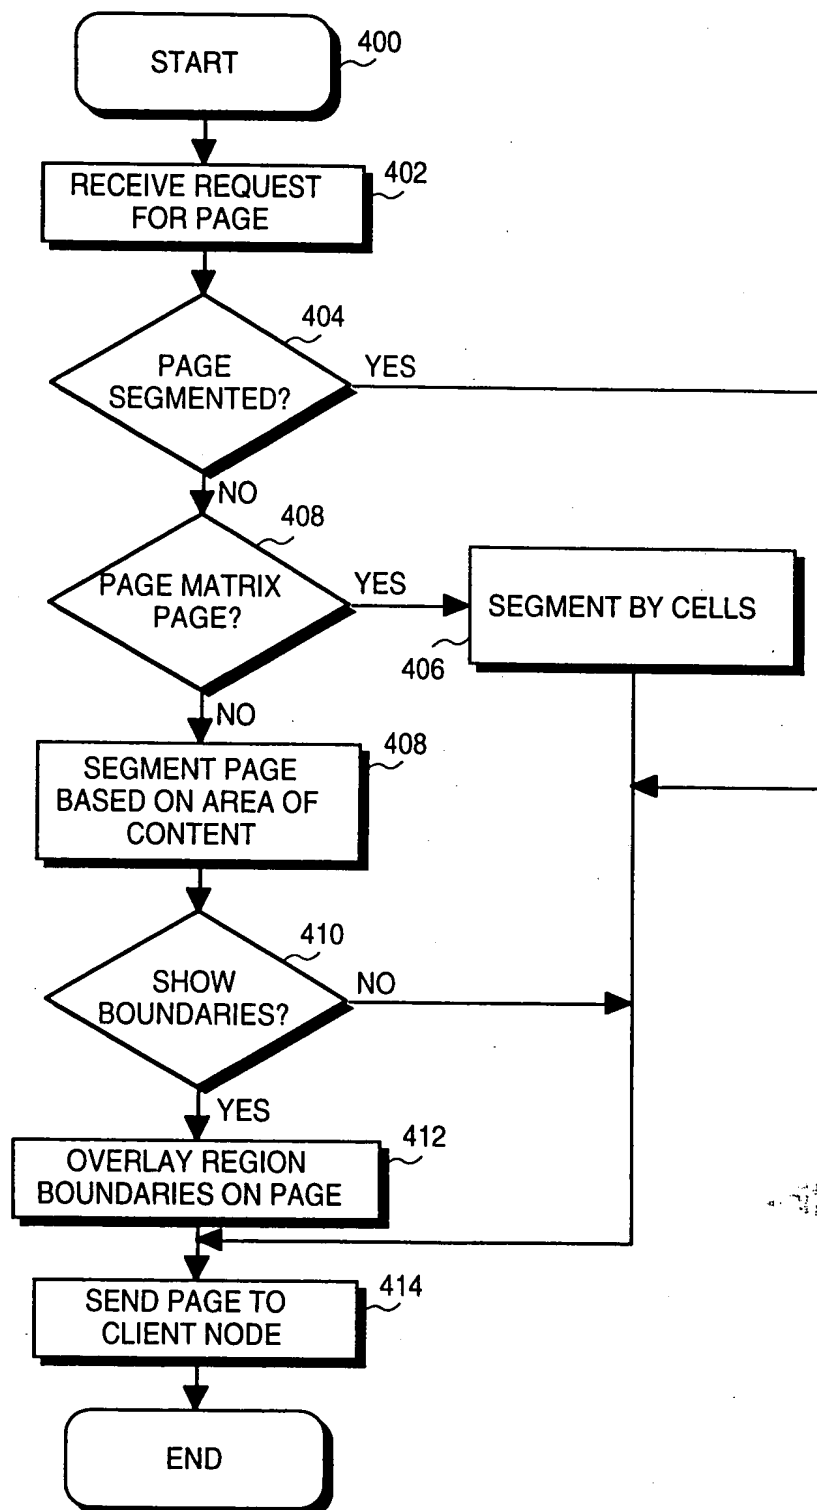 START
400
RECEIVE REQUEST
FOR PAGE
402
404
PAGE
SEGMENTED?
YES
NO
408
PAGE MATRIX
PAGE?
YES
SEGMENT BY CELLS
406
NO
408
SEGMENT PAGE
BASED ON AREA OF
CONTENT
410
SHOW
BOUNDARIES?
NO
YES
412
OVERLAY REGION
BOUNDARIES ON PAGE
SEND PAGE TO
CLIENT NODE
414
END